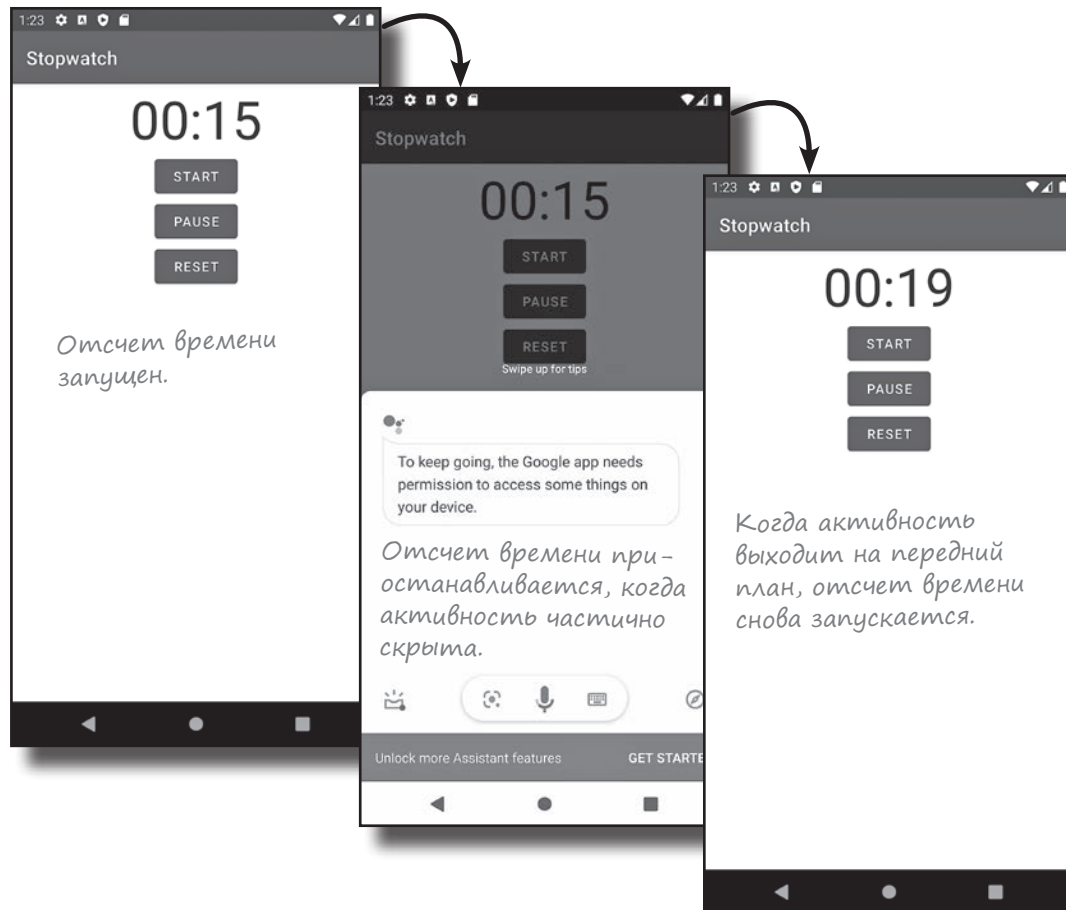 1:23
Stopwatch
00:15
START
PAUSE
RESET
Отсчет времени
запущен.
1:23
Stopwatch
00:15
START
PAUSE
RESET
Swipe up for tips
To keep going, the Google app needs
permission to access some things on
your device.
Отсчет времени при-
останавливается, когда
активность частично
скрыта.
Unlock more Assistant features GET STARTE
1:23
Stopwatch
00:19
START
PAUSE
RESET
Когда активность
выходит на передний
план, отсчет времени
снова запускается.